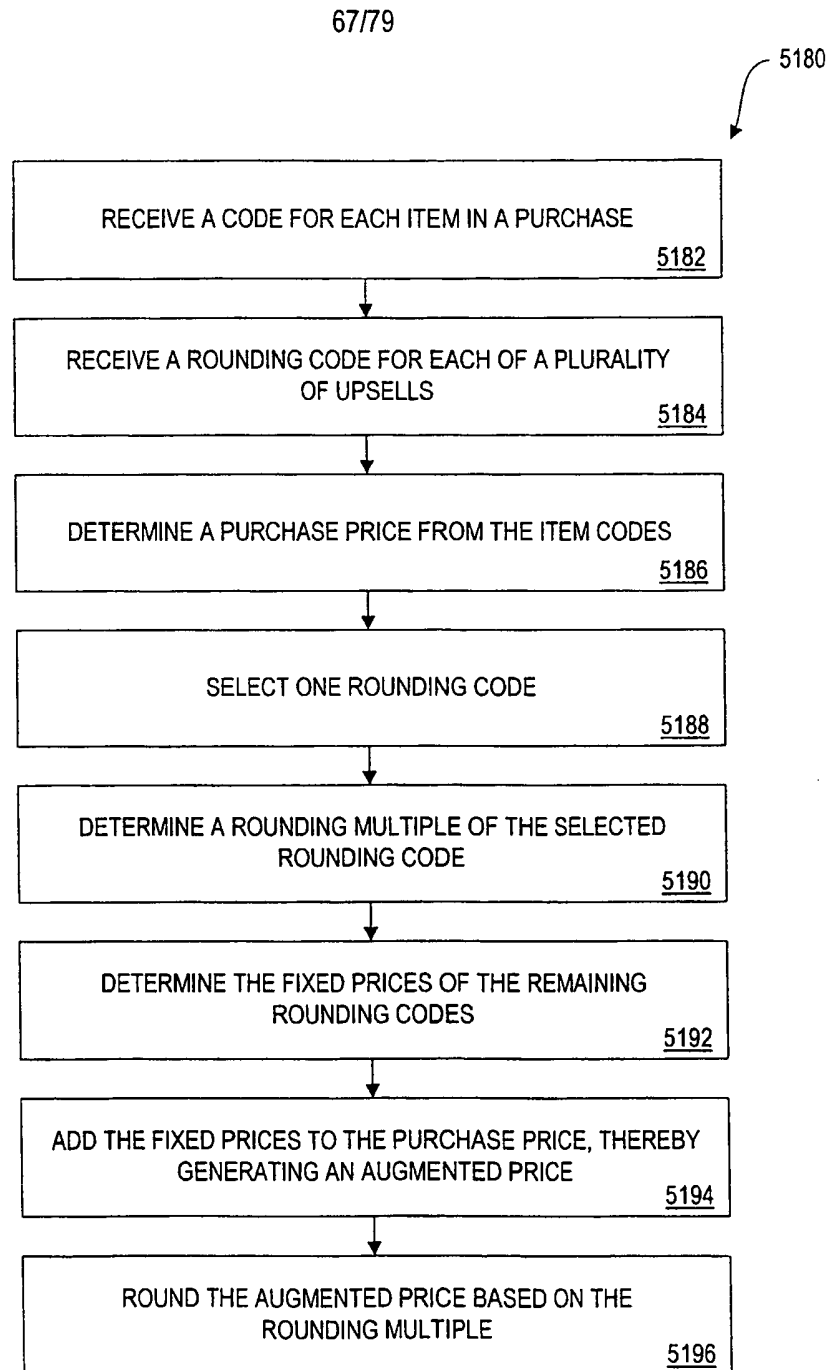 67/79
5180
RECEIVE A CODE FOR EACH ITEM IN A PURCHASE
5182
RECEIVE A ROUNDING CODE FOR EACH OF A PLURALITY
OF UPSELLS
5184
DETERMINE A PURCHASE PRICE FROM THE ITEM CODES
5186
SELECT ONE ROUNDING CODE
5188
DETERMINE A ROUNDING MULTIPLE OF THE SELECTED
ROUNDING CODE
5190
DETERMINE THE FIXED PRICES OF THE REMAINING
ROUNDING CODES
5192
ADD THE FIXED PRICES TO THE PURCHASE PRICE, THEREBY
GENERATING AN AUGMENTED PRICE
5194
ROUND THE AUGMENTED PRICE BASED ON THE
ROUNDING MULTIPLE
5196